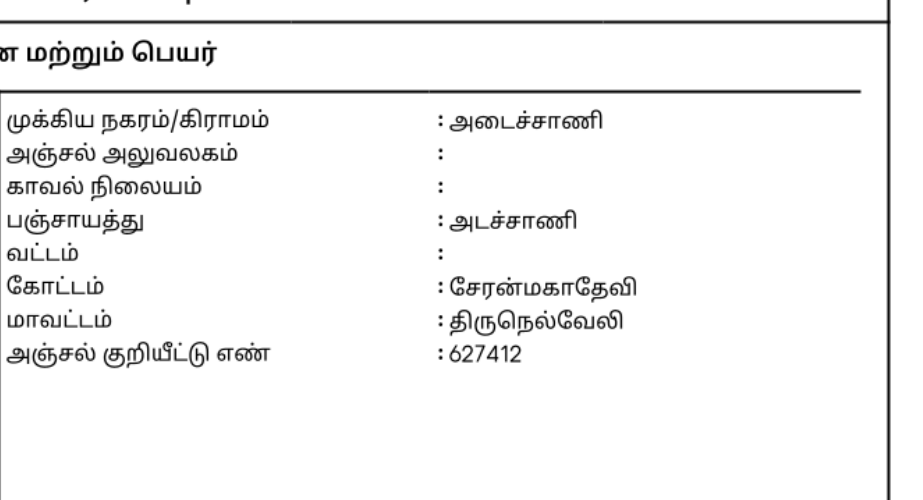 மற்றும் பெயர்
முக்கிய நகரம்/கிராமம் : அடைச்சாணி
அஞ்சல் அலுவலகம் :
காவல் நிலையம் :
பஞ்சாயத்து : அடச்சாணி
வட்டம் :
கோட்டம் : சேரன்மகாதேவி
மாவட்டம் : திருநெல்வேலி
அஞ்சல் குறியீட்டு எண் : 627412